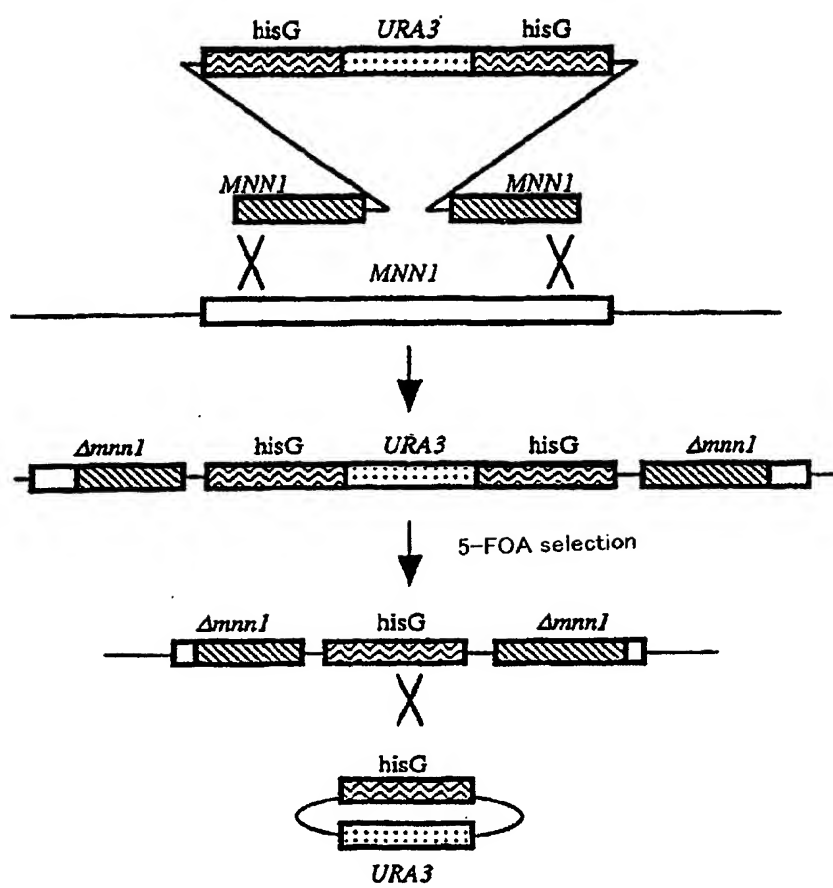 hisG URA3 hisG
MNN1 MNN1
MNN1
Δmnn1 hisG URA3 hisG Δmnn1
5-FOA selection
Δmnn1 hisG Δmnn1
hisG
URA3